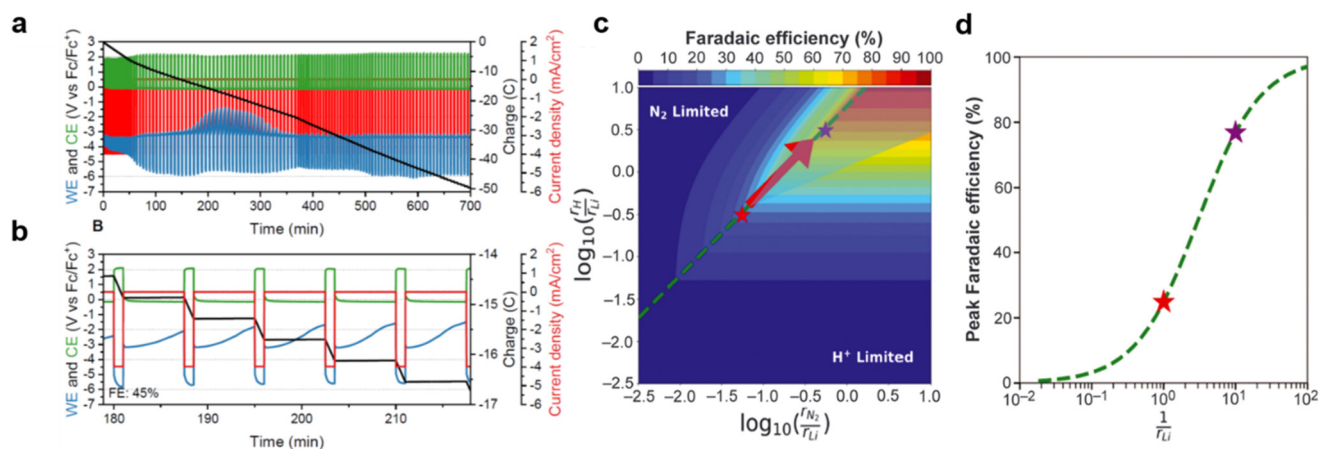 a
WE and CE (V vs Fc/Fc⁺)
3
2
1
0
-1
-2
-3
-4
-5
-6
-7
0 100 200 300 400 500 600 700
Time (min)
0
-10
-20
-30
-40
-50
Charge (C)
2
1
0
-1
-2
-3
-4
-5
-6
Current density (mA/cm²)
b
B
WE and CE (V vs Fc/Fc⁺)
3
2
1
0
-1
-2
-3
-4
-5
-6
-7
FE: 45%
180 190 200 210
Time (min)
-14
-15
-16
-17
Charge (C)
2
1
0
-1
-2
-3
-4
-5
-6
Current density (mA/cm²)
c
Faradaic efficiency (%)
0 10 20 30 40 50 60 70 80 90 100
N₂ Limited
H⁺ Limited
log₁₀(r_H/r_Li)
1.0
0.5
0.0
−0.5
−1.0
−1.5
−2.0
−2.5
−2.5 −2.0 −1.5 −1.0 −0.5 0.0 0.5 1.0
log₁₀(r_N₂/r_Li)
d
Peak Faradaic efficiency (%)
100
80
60
40
20
0
10⁻² 10⁻¹ 10⁰ 10¹ 10²
1/r_Li